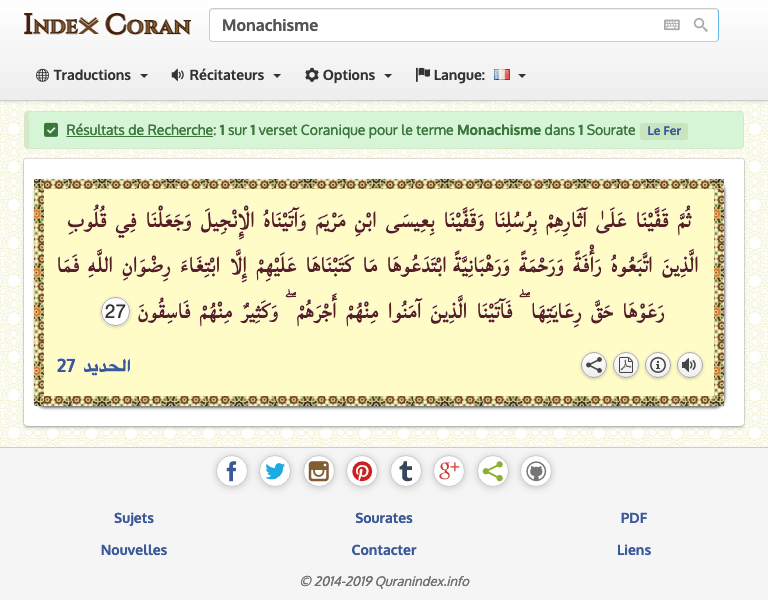 Index Coran
Monachisme
Traductions Récitateurs Options Langue:
Résultats de Recherche: 1 sur 1 verset Coranique pour le terme Monachisme dans 1 Sourate Le Fer
ثُمَّ قَفَّيْنَا عَلَىٰ آثَارِهِمْ بِرُسُلِنَا وَقَفَّيْنَا بِعِيسَى ابْنِ مَرْيَمَ وَآتَيْنَاهُ الْإِنْجِيلَ وَجَعَلْنَا فِي قُلُوبِ
الَّذِينَ اتَّبَعُوهُ رَأْفَةً وَرَحْمَةً وَرَهْبَانِيَّةً ابْتَدَعُوهَا مَا كَتَبْنَاهَا عَلَيْهِمْ إِلَّا ابْتِغَاءَ رِضْوَانِ اللَّهِ فَمَا
رَعَوْهَا حَقَّ رِعَايَتِهَا ۖ فَآتَيْنَا الَّذِينَ آمَنُوا مِنْهُمْ أَجْرَهُمْ ۖ وَكَثِيرٌ مِنْهُمْ فَاسِقُونَ 27
الحديد 27
f t g+
Sujets Sourates PDF
Nouvelles Contacter Liens
© 2014-2019 Quranindex.info